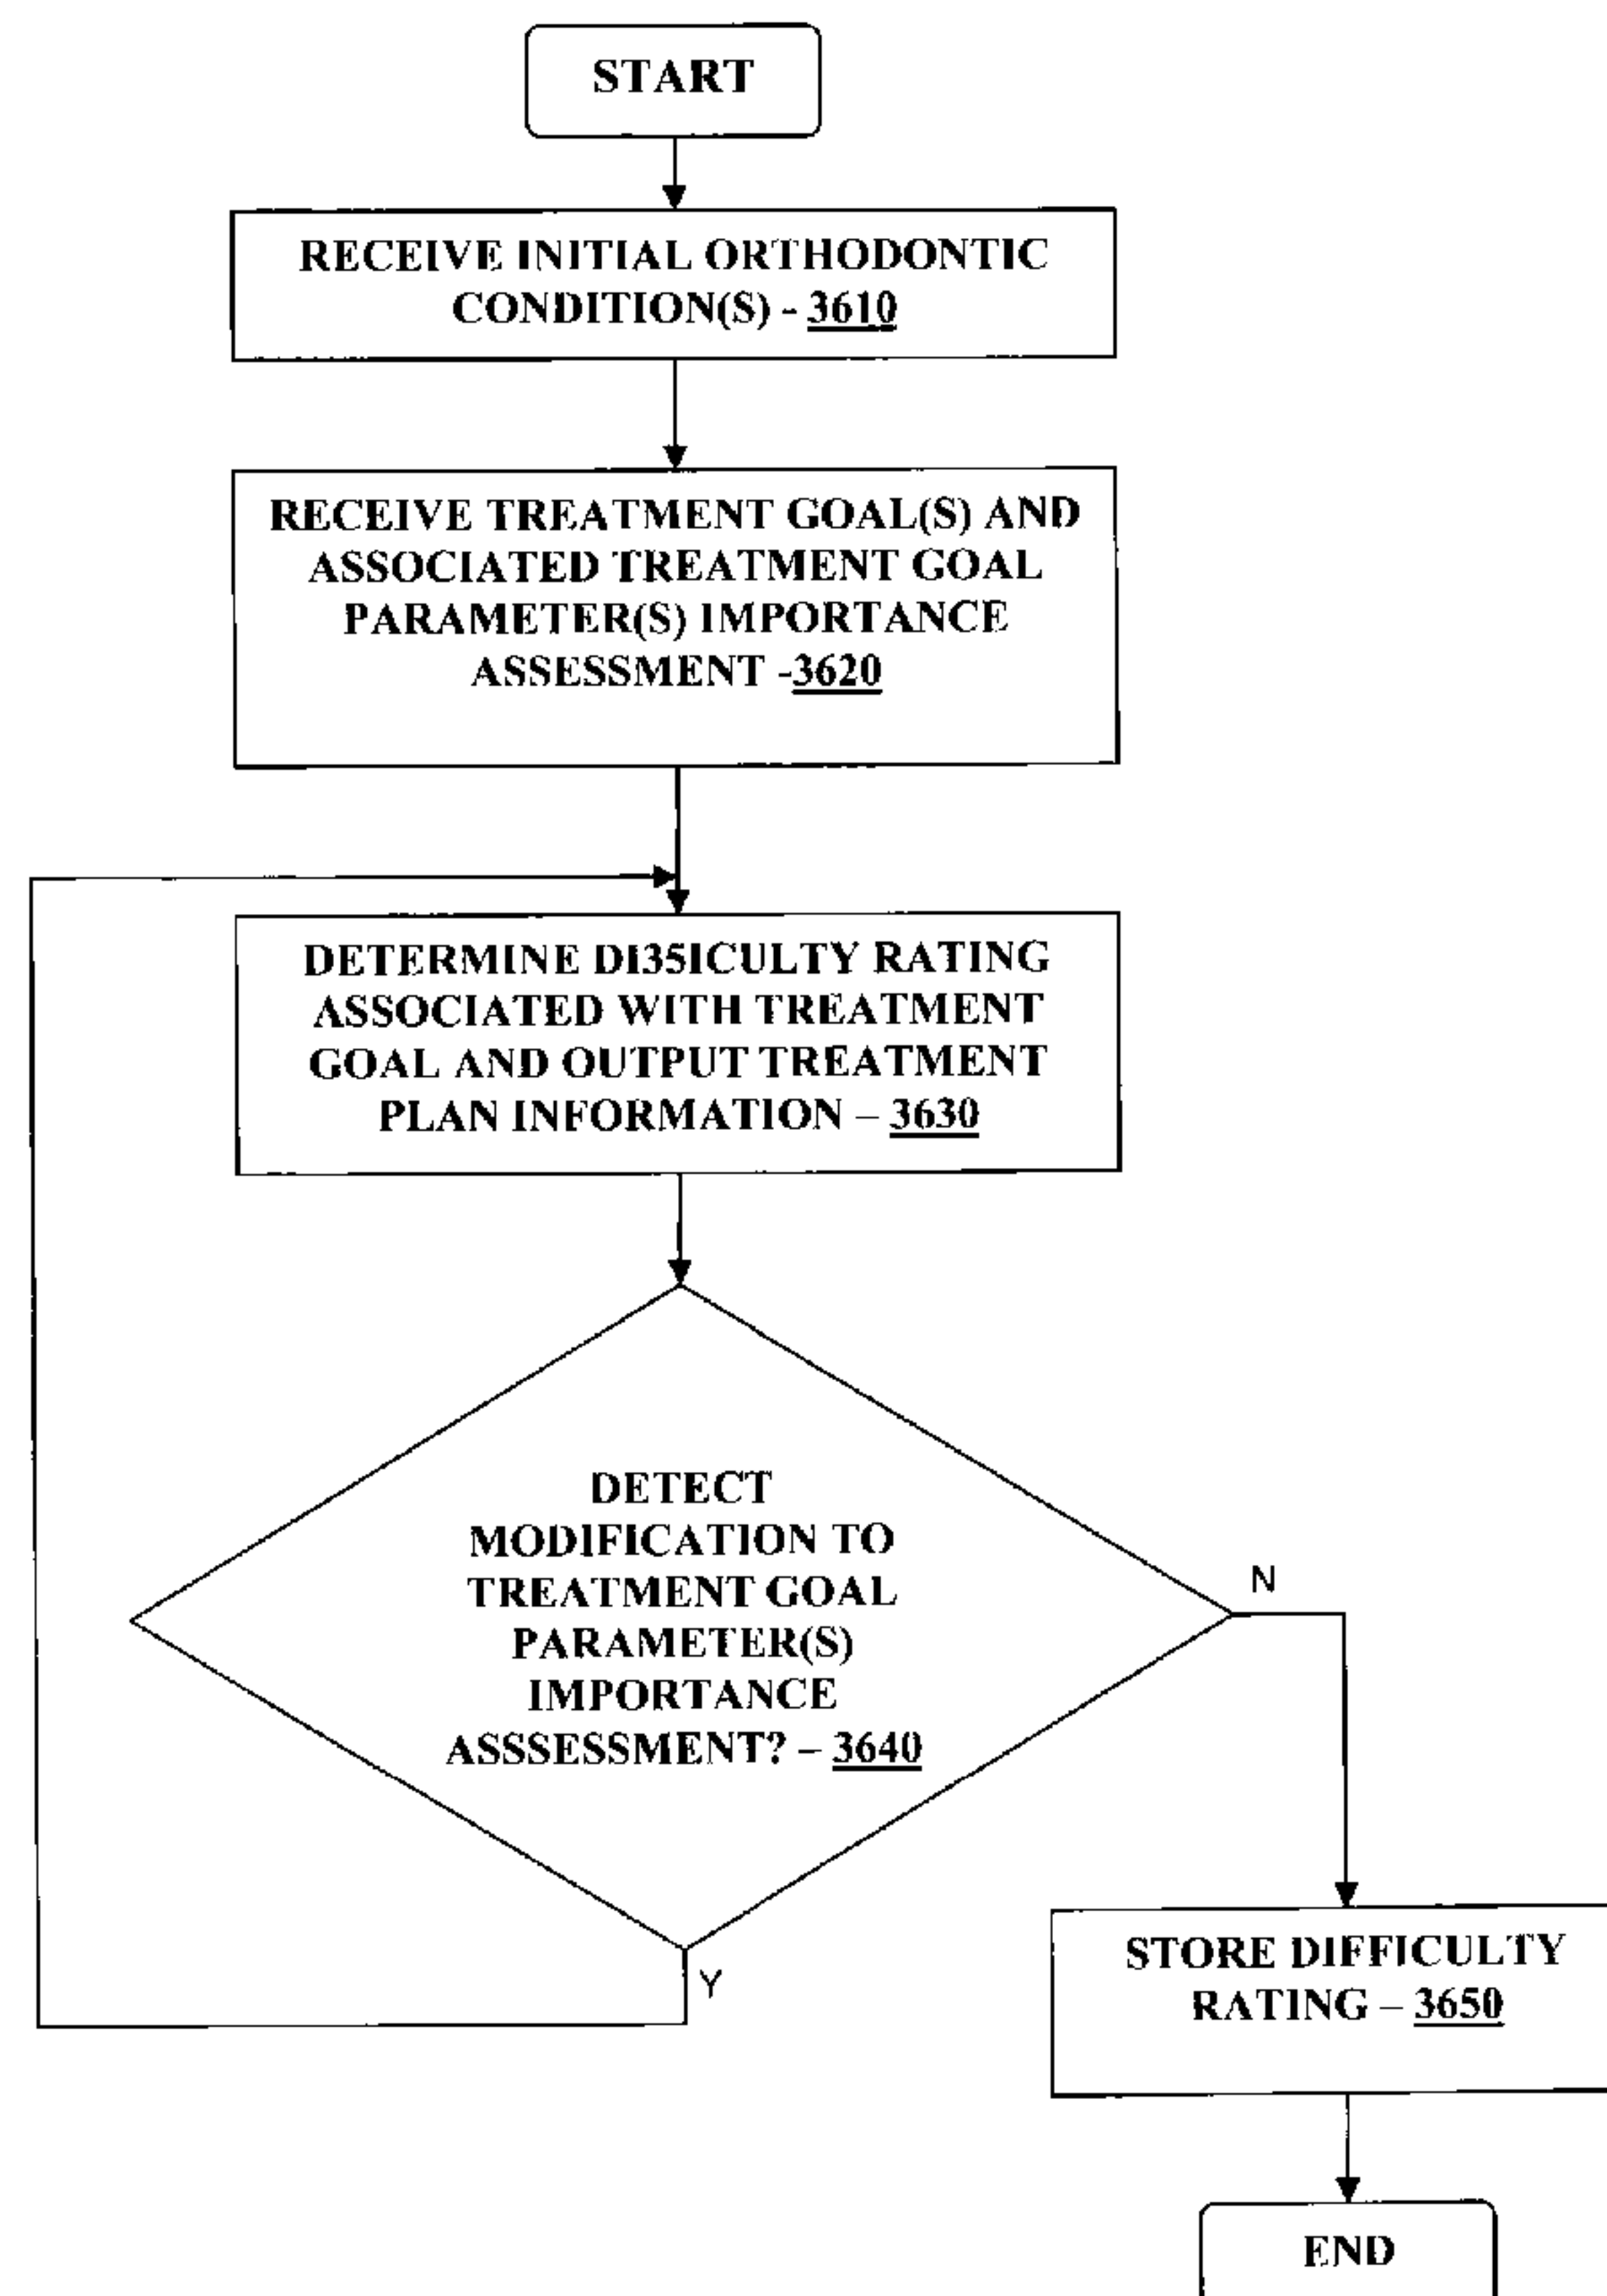 START
RECEIVE INITIAL ORTHODONTIC
CONDITION(S) - 3610
RECEIVE TREATMENT GOAL(S) AND
ASSOCIATED TREATMENT GOAL
PARAMETER(S) IMPORTANCE
ASSESSMENT -3620
DETERMINE DI35ICULTY RATING
ASSOCIATED WITH TREATMENT
GOAL AND OUTPUT TREATMENT
PLAN INFORMATION – 3630
DETECT
MODIFICATION TO
TREATMENT GOAL
PARAMETER(S)
IMPORTANCE
ASSSESSMENT? – 3640
N
Y
STORE DIFFICULTY
RATING – 3650
END